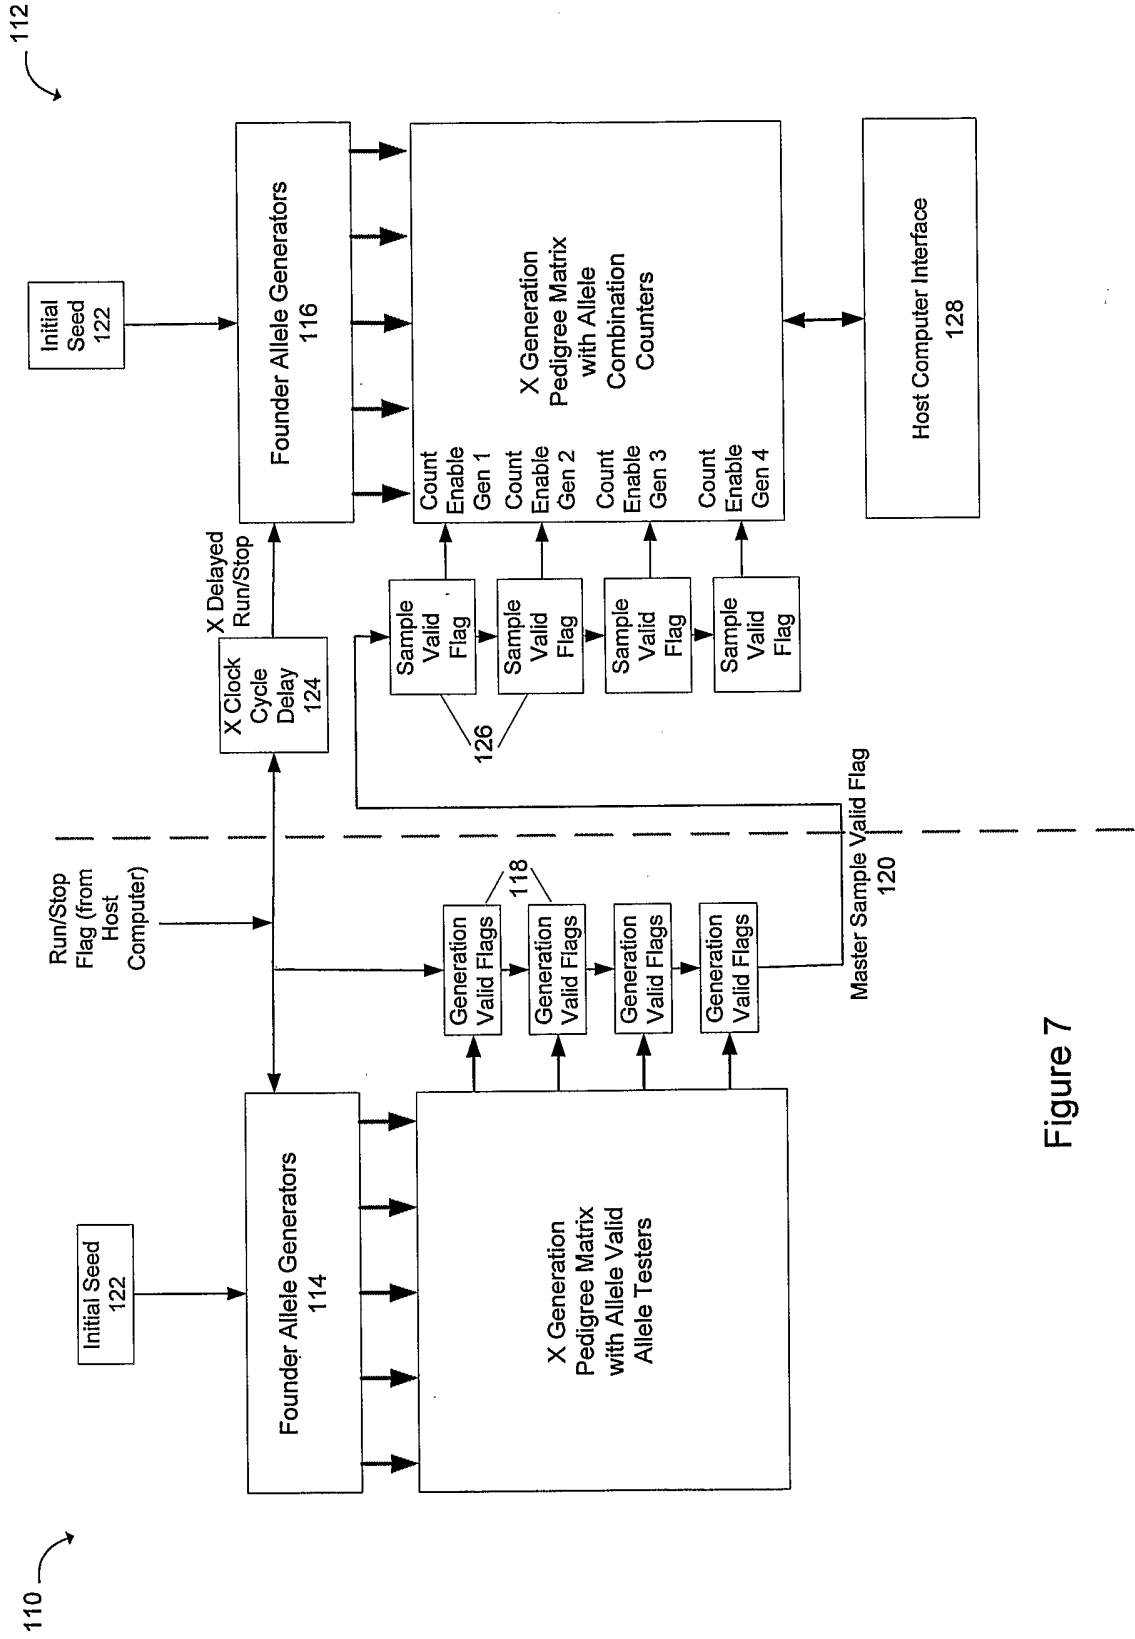 110
112
Initial Seed
122
Founder Allele Generators
114
X Generation
Pedigree Matrix
with Allele Valid
Allele Testers
Generation
Valid Flags
Generation
Valid Flags
Generation
Valid Flags
Generation
Valid Flags
118
Run/Stop
Flag (from
Host
Computer)
Master Sample Valid Flag
120
X Clock
Cycle
Delay
124
X Delayed
Run/Stop
Initial
Seed
122
Founder Allele Generators
116
Sample
Valid
Flag
Sample
Valid
Flag
Sample
Valid
Flag
Sample
Valid
Flag
126
Count
Enable
Gen 1
Count
Enable
Gen 2
Count
Enable
Gen 3
Count
Enable
Gen 4
X Generation
Pedigree Matrix
with Allele
Combination
Counters
Host Computer Interface
128
Figure 7